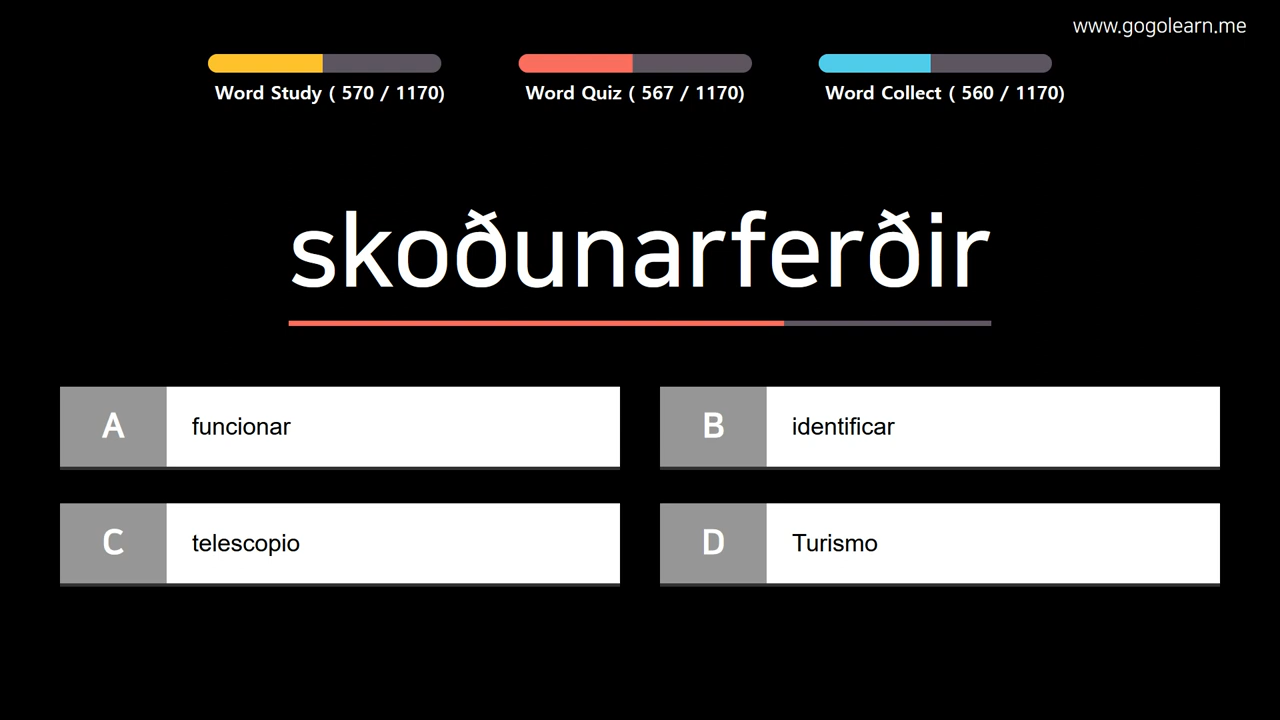 www.gogolearn.me
Word Study ( 570 / 1170)
Word Quiz ( 567 / 1170)
Word Collect ( 560 / 1170)
skoðunarferðir
A funcionar
B identificar
C telescopio
D Turismo